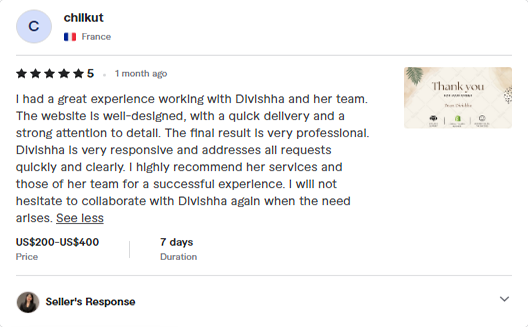 C
chilkut
France
5
1 month ago
I had a great experience working with Divishha and her team.
The website is well-designed, with a quick delivery and a
strong attention to detail. The final result is very professional.
Divishha is very responsive and addresses all requests
quickly and clearly. I highly recommend her services and
those of her team for a successful experience. I will not
hesitate to collaborate with Divishha again when the need
arises. See less
Thank you
US$200-US$400
7 days
Price
Duration
Seller's Response